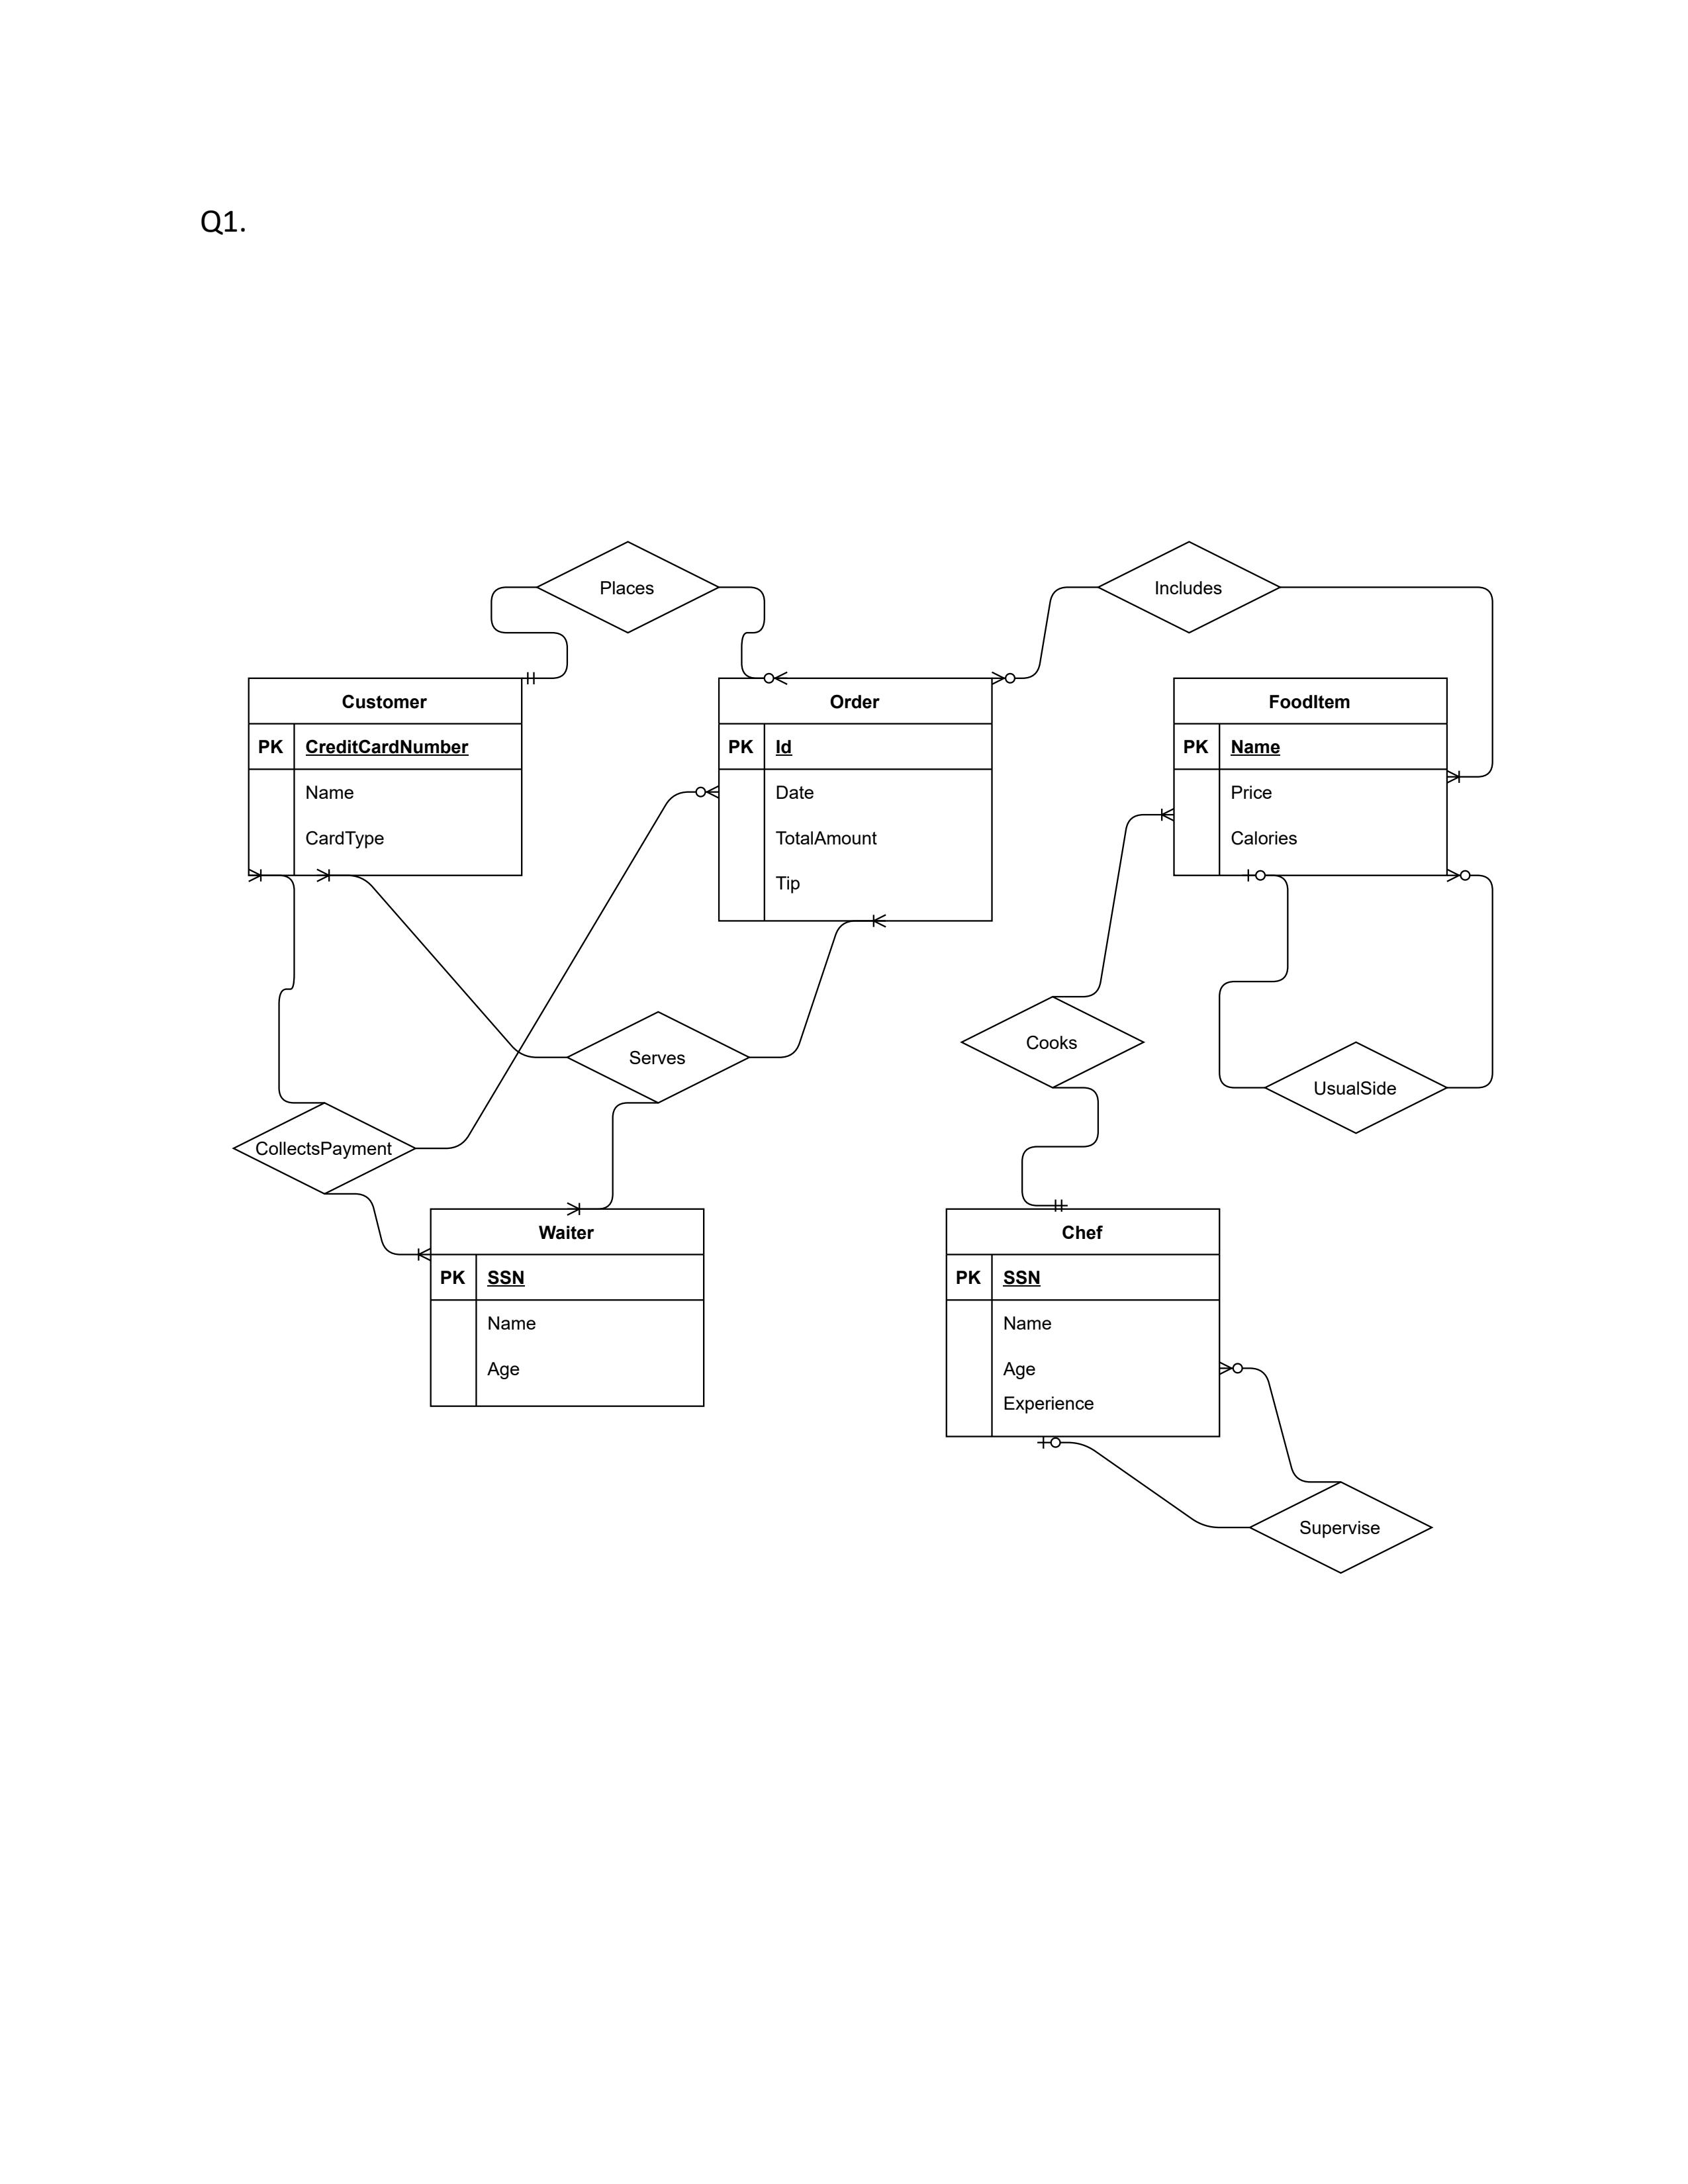 Q1.
Places
Includes
Customer
PK CreditCardNumber
Name
CardType
Order
PK Id
Date
TotalAmount
Tip
FoodItem
PK Name
Price
Calories
Serves
Cooks
UsualSide
CollectsPayment
Waiter
PK SSN
Name
Age
Chef
PK SSN
Name
Age
Experience
Supervise